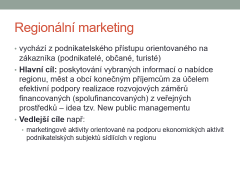 Regionální marketing
• vychází z podnikatelského přístupu orientovaného na
zákazníka (podnikatelé, občané, turisté)
• Hlavní cíl: poskytování vybraných informací o nabídce
regionu, měst a obcí konečným příjemcům za účelem
efektivní podpory realizace rozvojových záměrů
financovaných (spolufinancovaných) z veřejných
prostředků – idea tzv. New public managementu
• Vedlejší cíle např:
• marketingové aktivity orientované na podporu ekonomických aktivit
podnikatelských subjektů sídlících v regionu